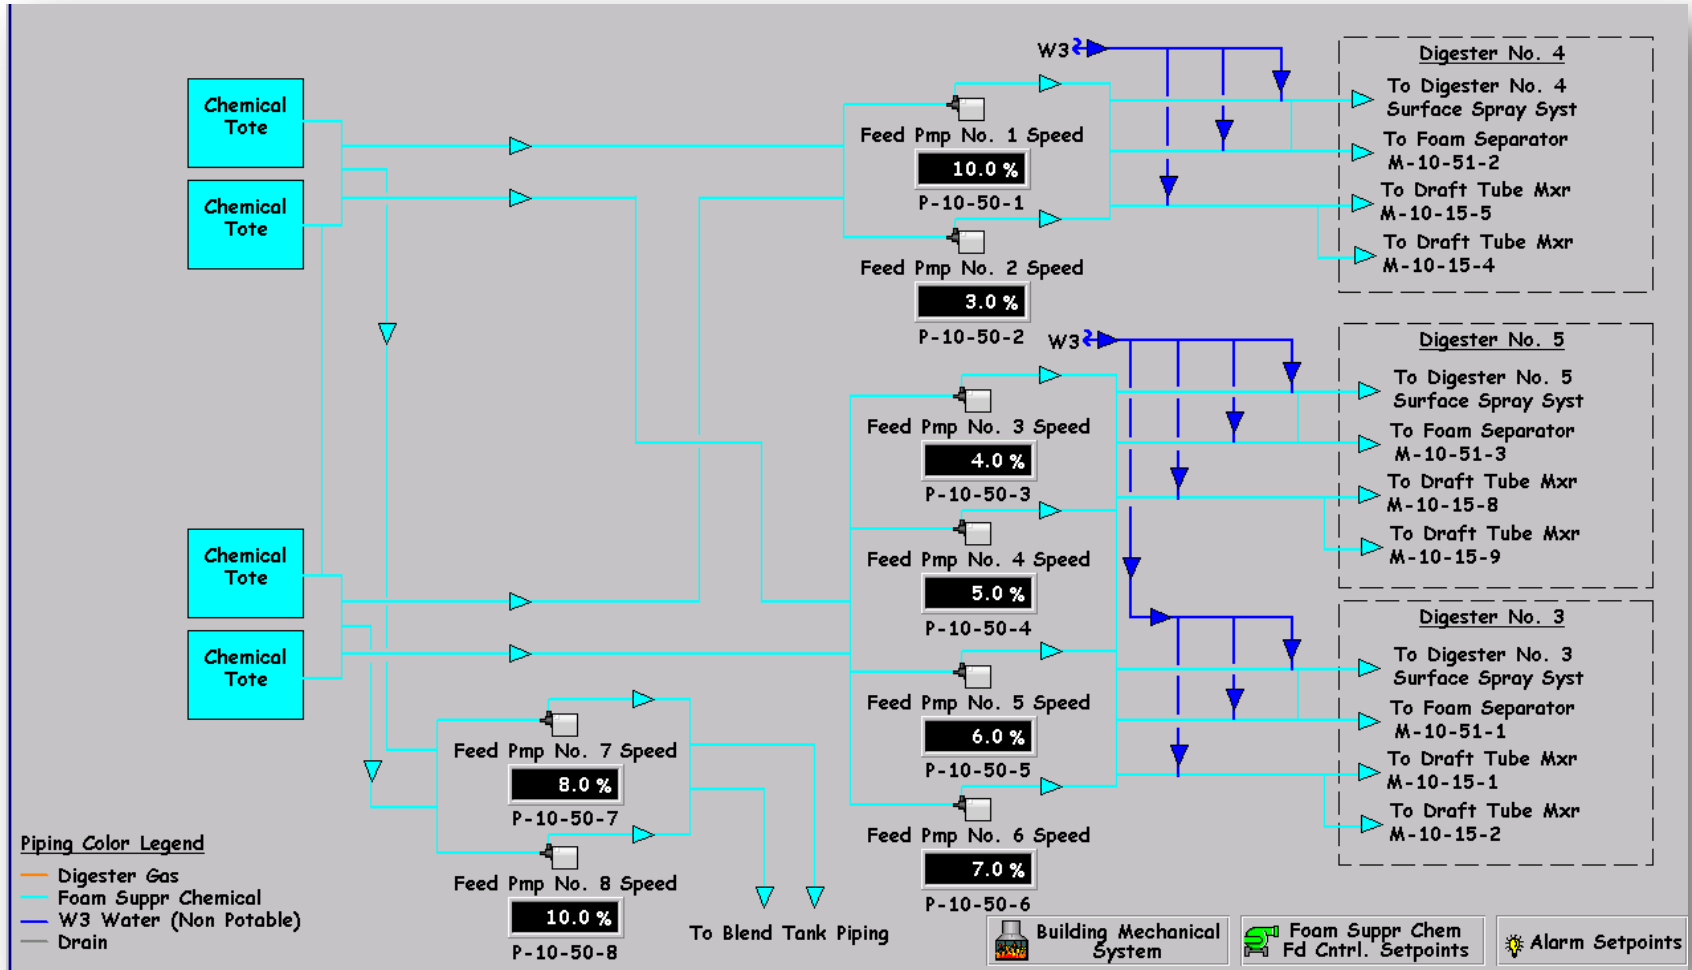 Chemical
Tote
Chemical
Tote
Chemical
Tote
Chemical
Tote
W3
Feed Pmp No. 1 Speed
10.0 %
P-10-50-1
Feed Pmp No. 2 Speed
3.0 %
P-10-50-2
W3
Feed Pmp No. 3 Speed
4.0 %
P-10-50-3
Feed Pmp No. 4 Speed
5.0 %
P-10-50-4
Feed Pmp No. 5 Speed
6.0 %
P-10-50-5
Feed Pmp No. 6 Speed
7.0 %
P-10-50-6
Feed Pmp No. 7 Speed
8.0 %
P-10-50-7
Feed Pmp No. 8 Speed
10.0 %
P-10-50-8
To Blend Tank Piping
Digester No. 4
To Digester No. 4
Surface Spray Syst
To Foam Separator
M-10-51-2
To Draft Tube Mxr
M-10-15-5
To Draft Tube Mxr
M-10-15-4
Digester No. 5
To Digester No. 5
Surface Spray Syst
To Foam Separator
M-10-51-3
To Draft Tube Mxr
M-10-15-8
To Draft Tube Mxr
M-10-15-9
Digester No. 3
To Digester No. 3
Surface Spray Syst
To Foam Separator
M-10-51-1
To Draft Tube Mxr
M-10-15-1
To Draft Tube Mxr
M-10-15-2
Piping Color Legend
Digester Gas
Foam Suppr Chemical
W3 Water (Non Potable)
Drain
Building Mechanical
System
Foam Suppr Chem
Fd Cntrl. Setpoints
Alarm Setpoints